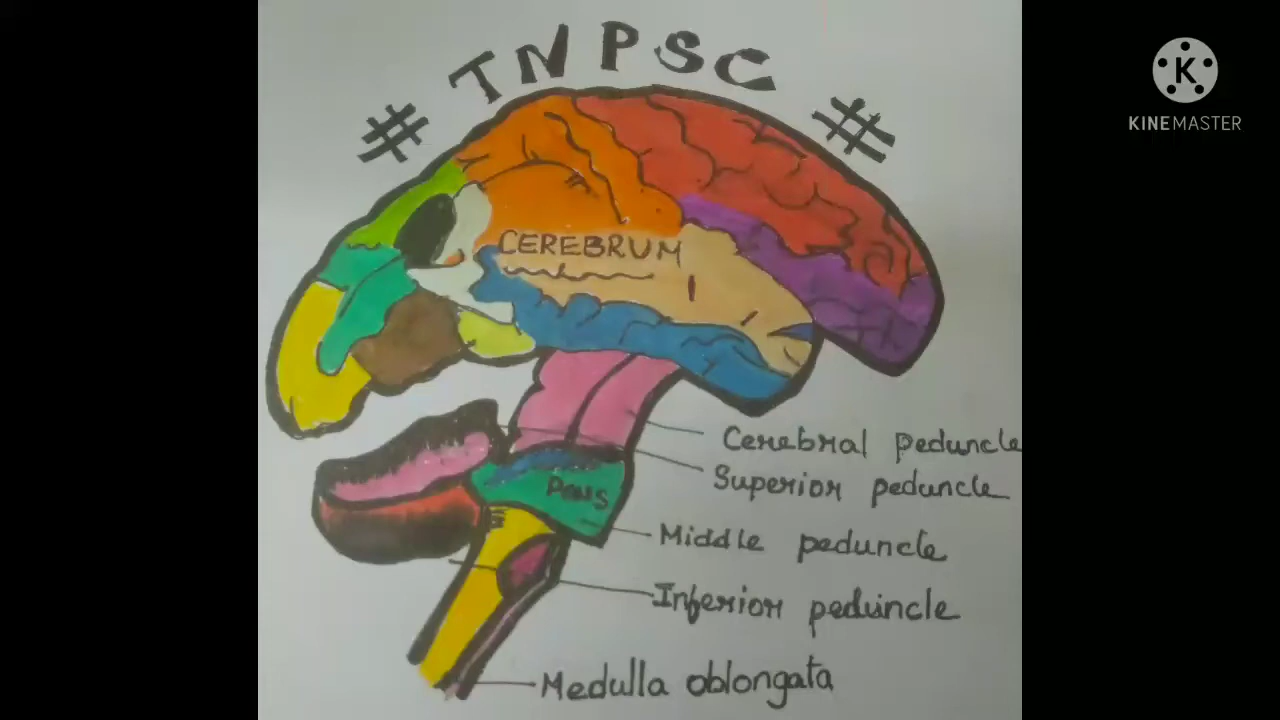 # TNPSC #
KINEMASTER
CEREBRUM
Cerebral peduncle
Superior peduncle
PONS
Middle peduncle
Inferior peduncle
Medulla oblongata